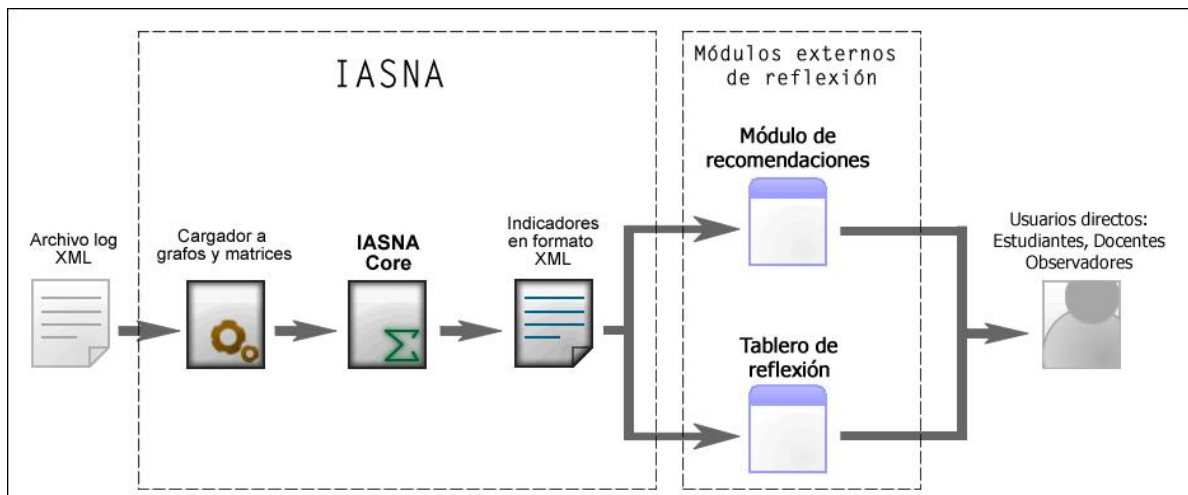 IASNA
Módulos externos
de reflexión
Módulo de
recomendaciones
Archivo log
XML
Cargador a
grafos y matrices
IASNA
Core
Indicadores
en formato
XML
Usuarios directos:
Estudiantes, Docentes
Observadores
Tablero de
reflexión